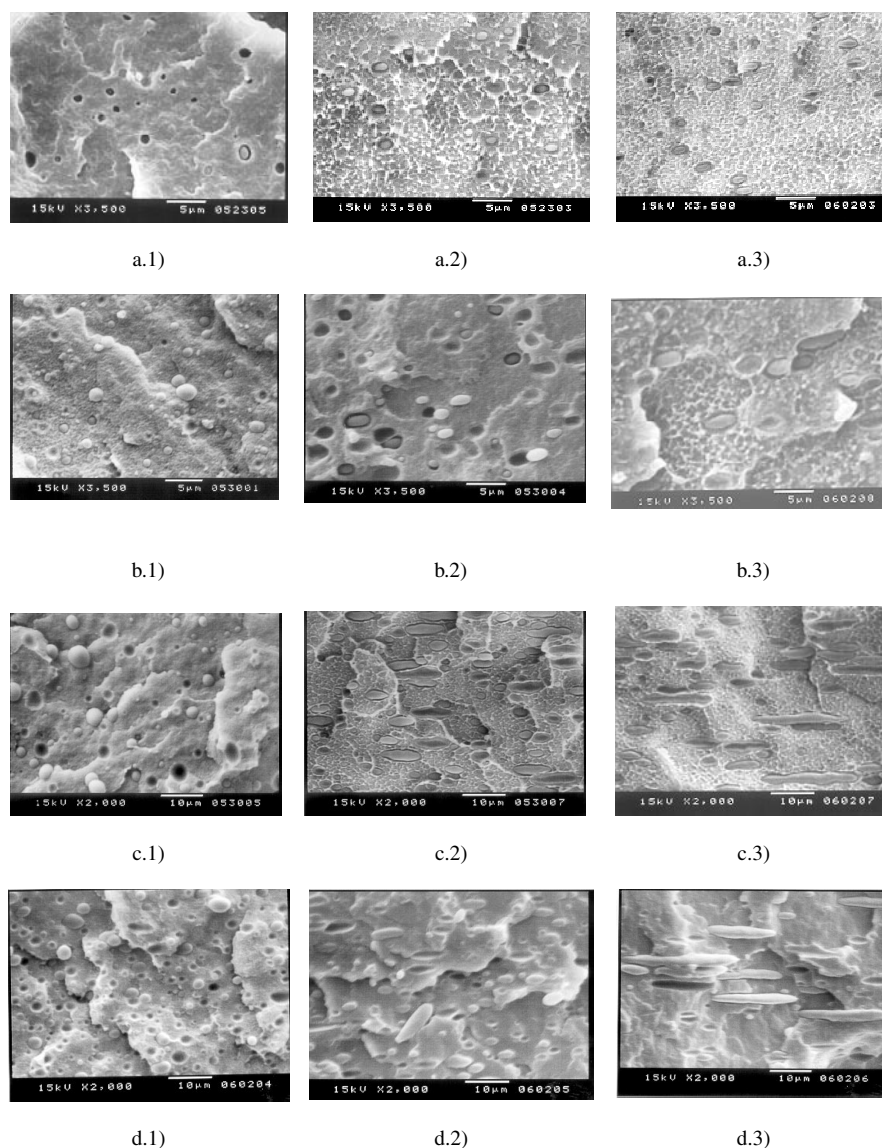 15kV X3,500 5µm 052305
15kV X3,500 5µm 052303
15kV X3,500 5µm 060203
a.1)
a.2)
a.3)
15kV X3,500 5µm 053001
15kV X3,500 5µm 053004
15kV X3,500 5µm 060208
b.1)
b.2)
b.3)
15kV X2,000 10µm 053005
15kV X2,000 10µm 053007
15kV X2,000 10µm 060207
c.1)
c.2)
c.3)
15kV X2,000 10µm 060204
15kV X2,000 10µm 060205
15kV X2,000 10µm 060206
d.1)
d.2)
d.3)